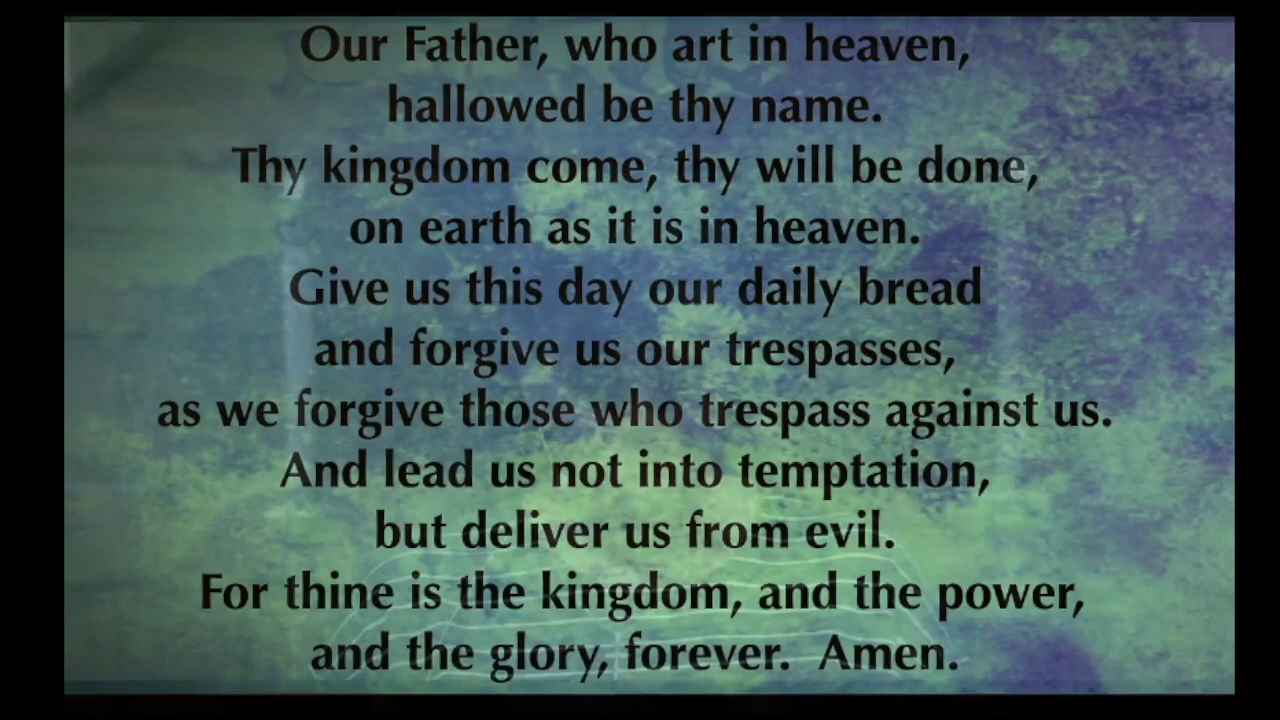 Our Father, who art in heaven,
hallowed be thy name.
Thy kingdom come, thy will be done,
on earth as it is in heaven.
Give us this day our daily bread
and forgive us our trespasses,
as we forgive those who trespass against us.
And lead us not into temptation,
but deliver us from evil.
For thine is the kingdom, and the power,
and the glory, forever.  Amen.